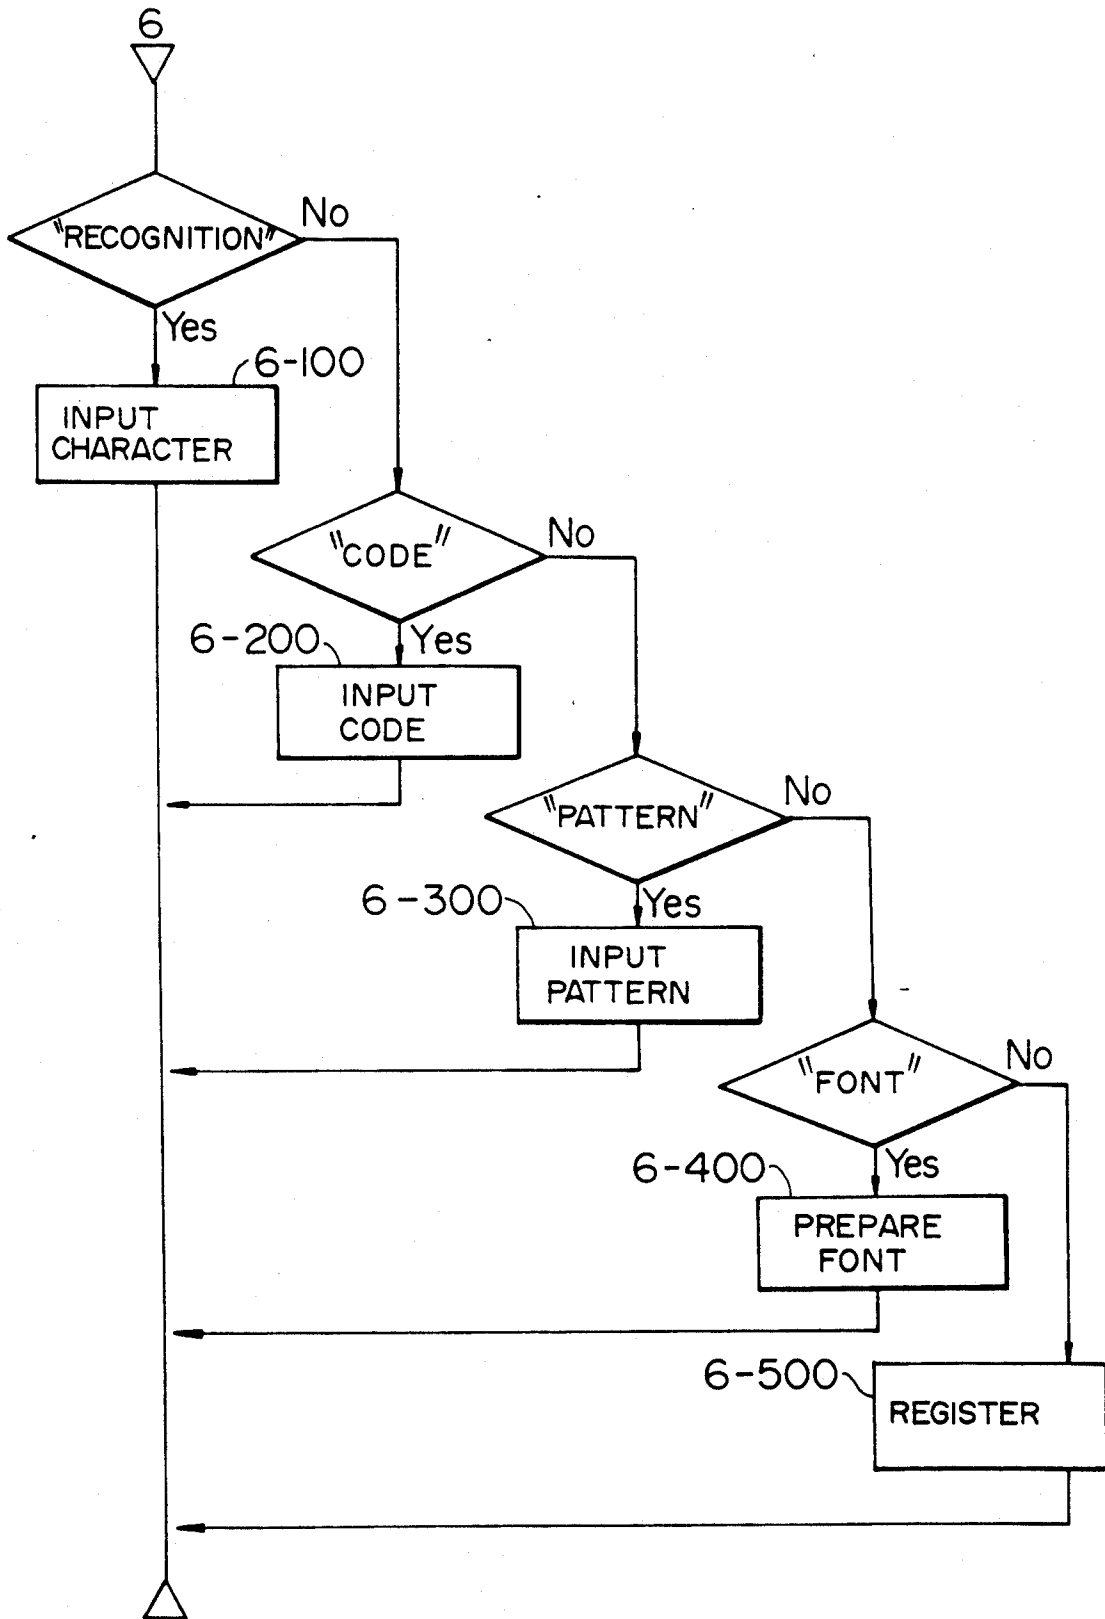 6
"RECOGNITION"
No
Yes
6-100
INPUT
CHARACTER
"CODE"
No
Yes
6-200
INPUT
CODE
"PATTERN"
No
Yes
6-300
INPUT
PATTERN
"FONT"
No
Yes
6-400
PREPARE
FONT
6-500
REGISTER